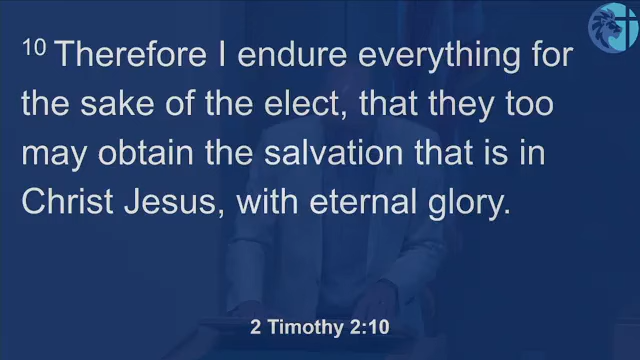 10 Therefore I endure everything for
the sake of the elect, that they too
may obtain the salvation that is in
Christ Jesus, with eternal glory.
2 Timothy 2:10